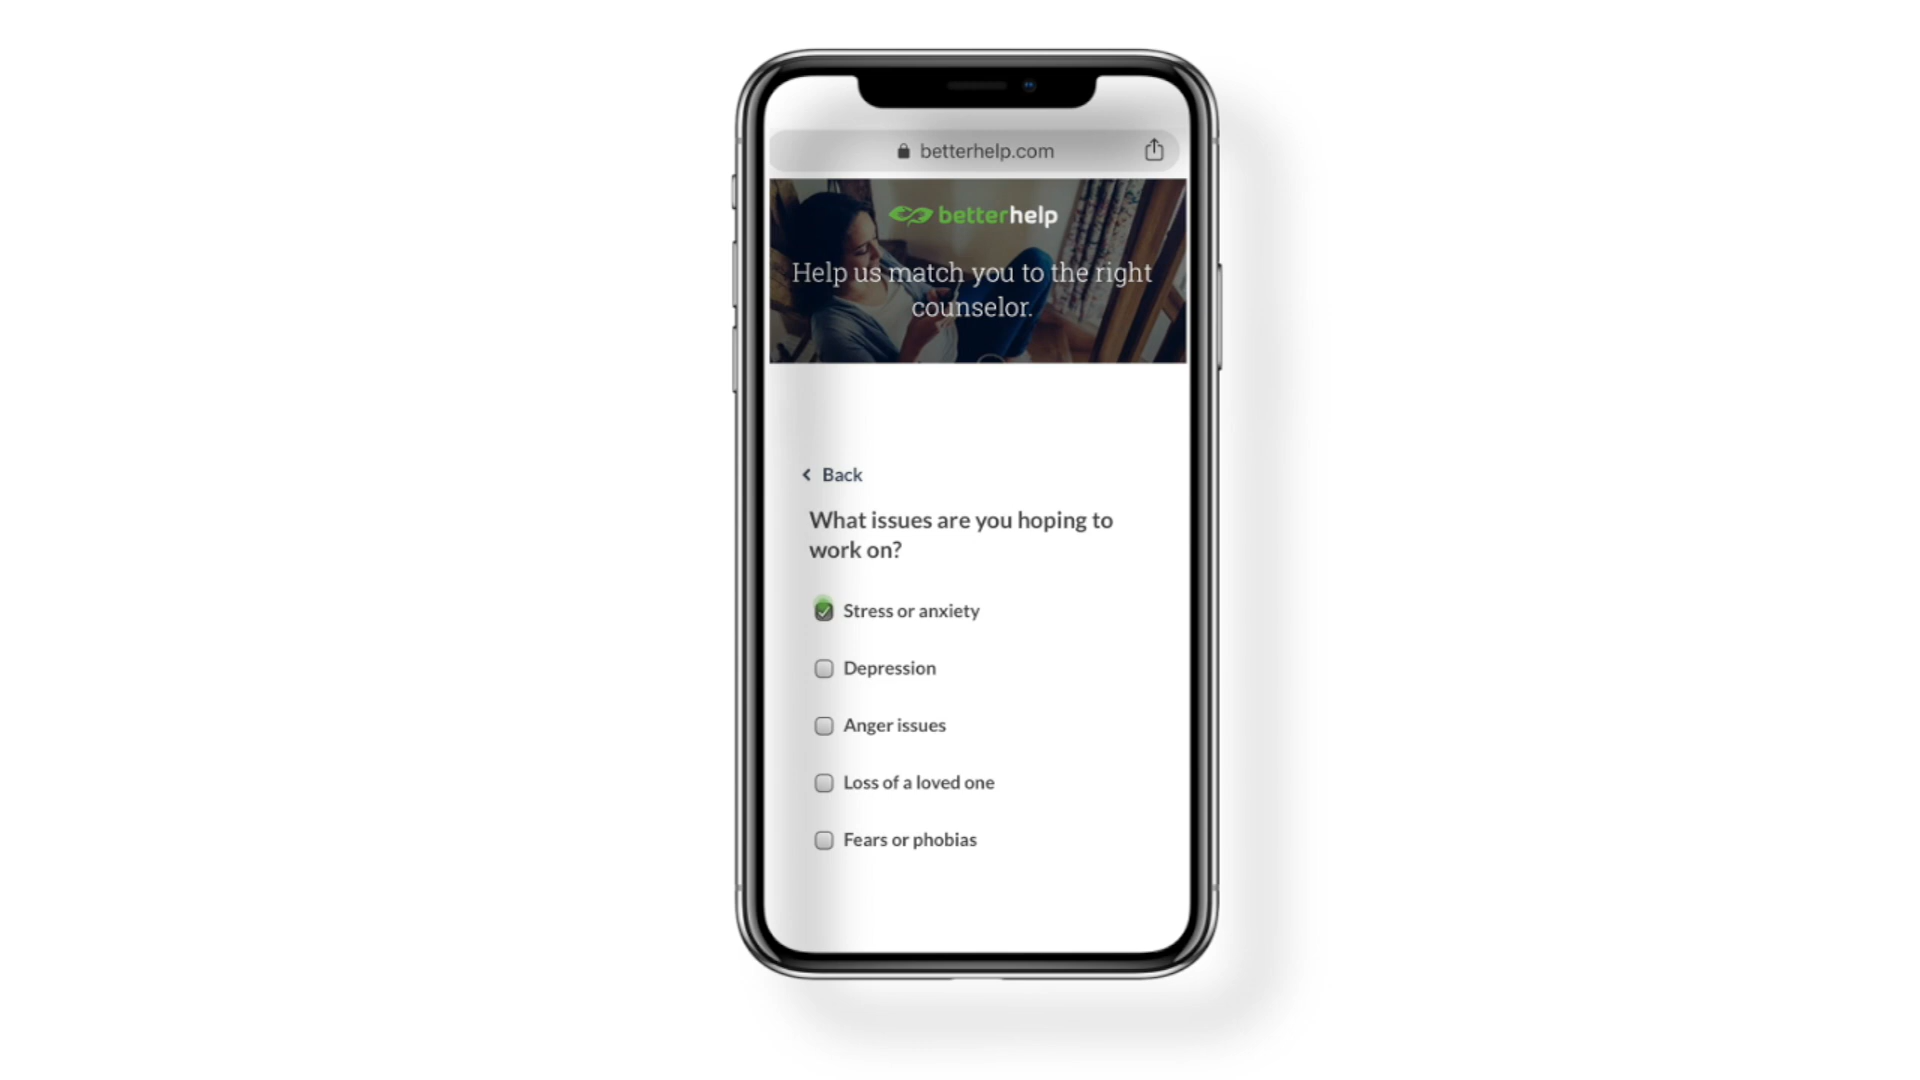 betterhelp.com
betterhelp
Help us match you to the right
counselor.
Back
What issues are you hoping to
work on?
Stress or anxiety
Depression
Anger issues
Loss of a loved one
Fears or phobias